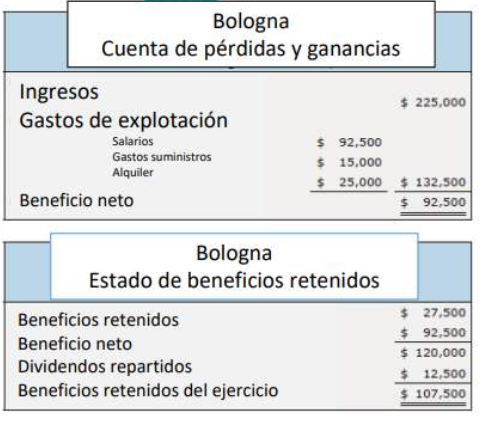 Bologna
Cuenta de pérdidas y ganancias
Ingresos $ 225,000
Gastos de explotación
Salarios $ 92,500
Gastos suministros $ 15,000
Alquiler $ 25,000 $ 132,500
Beneficio neto $ 92,500
Bologna
Estado de beneficios retenidos
Beneficios retenidos $ 27,500
Beneficio neto $ 92,500
$ 120,000
Dividendos repartidos $ 12,500
Beneficios retenidos del ejercicio $ 107,500